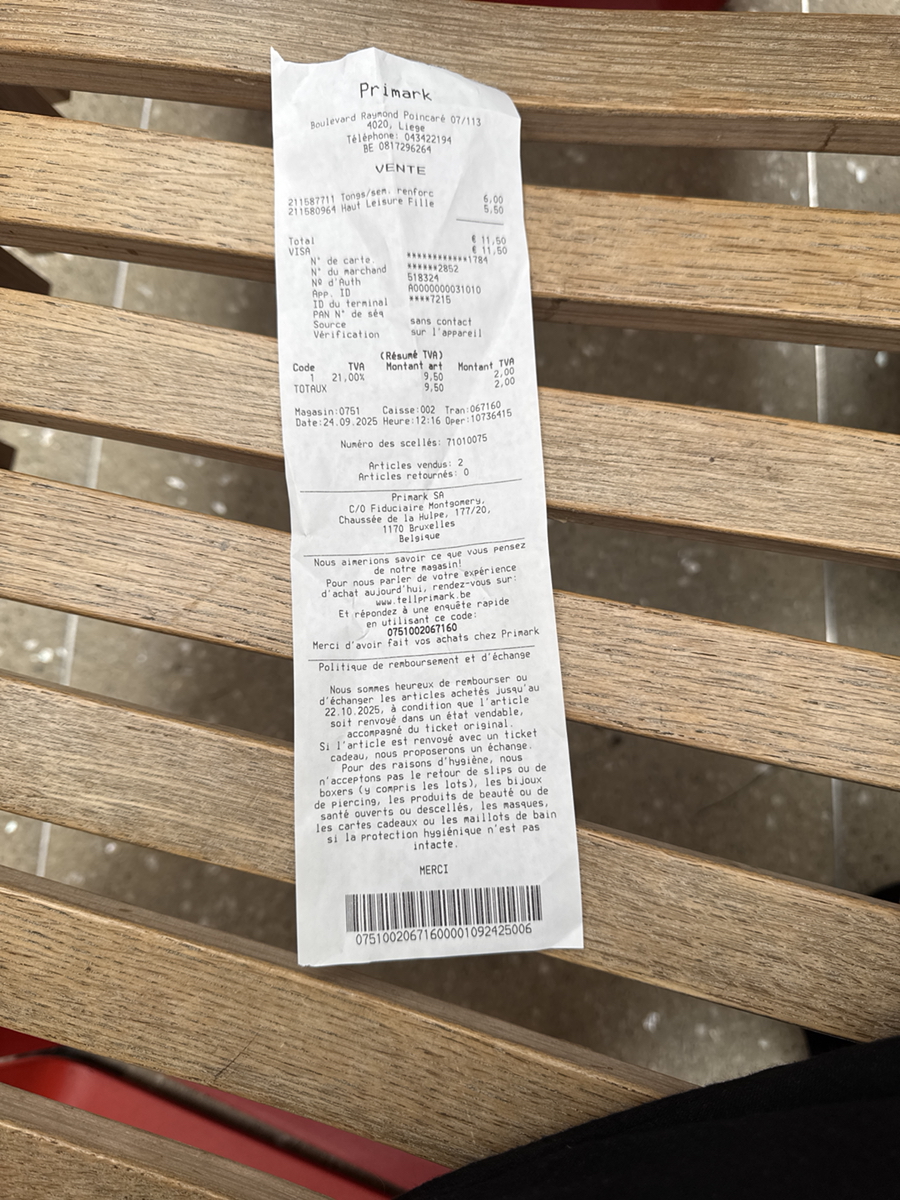 Primark
Boulevard Raymond Poincaré 07/113
4020, Liege
Téléphone: 043422194
BE 0817296264
VENTE
211587711 Tongs/sem. renforc 6,00
211580964 Haut Leisure Fille 5,50
Total € 11,50
VISA € 11,50
N° de carte. ************1784
N° du marchand ******2852
Nº d'Auth 518324
App. ID A0000000031010
ID du terminal ****7215
PAN N° de séq
Source sans contact
Vérification sur l'appareil
(Résumé TVA)
Code TVA Montant art Montant TVA
1 21,00% 9,50 2,00
TOTAUX 9,50 2,00
Magasin:0751 Caisse:002 Tran:067160
Date:24.09.2025 Heure:12:16 Oper:10736415
Numéro des scellés: 71010075
Articles vendus: 2
Articles retournés: 0
Primark SA
C/O Fiduciaire Montgomery,
Chaussée de la Hulpe, 177/20,
1170 Bruxelles
Belgique
Nous aimerions savoir ce que vous pensez
de notre magasin!
Pour nous parler de votre expérience
d'achat aujourd'hui, rendez-vous sur:
www.tellprimark.be
Et répondez à une enquête rapide
en utilisant ce code:
0751002067160
Merci d'avoir fait vos achats chez Primark
Politique de remboursement et d'échange
Nous sommes heureux de rembourser ou
d'échanger les articles achetés jusqu'au
22.10.2025, à condition que l'article
soit renvoyé dans un état vendable,
accompagné du ticket original.
Si l'article est renvoyé avec un ticket
cadeau, nous proposerons un échange.
Pour des raisons d'hygiène, nous
n'acceptons pas le retour de slips ou de
boxers (y compris les lots), les bijoux
de piercing, les produits de beauté ou de
santé ouverts ou descellés, les masques,
les cartes cadeaux ou les maillots de bain
si la protection hygiénique n'est pas
intacte.
MERCI
07510020671600001092425006